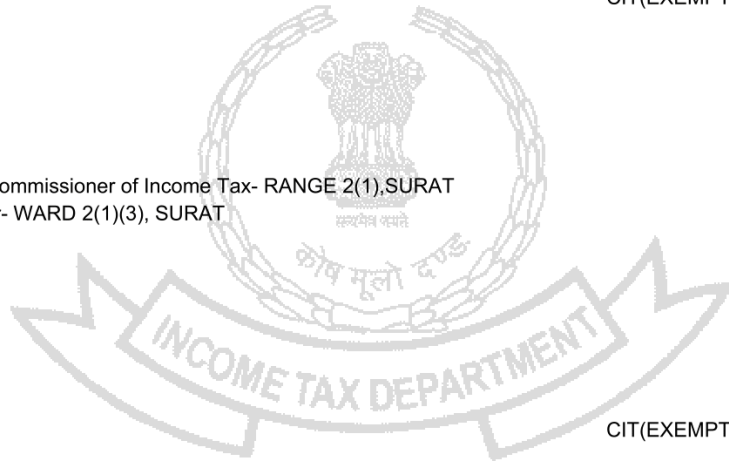 CIT(EXEMPT
ommissioner of Income Tax- RANGE 2(1),SURAT
- WARD 2(1)(3), SURAT
सत्यमेव जयते
कोष मूलो दण्ड
INCOME TAX DEPARTMENT
CIT(EXEMPT